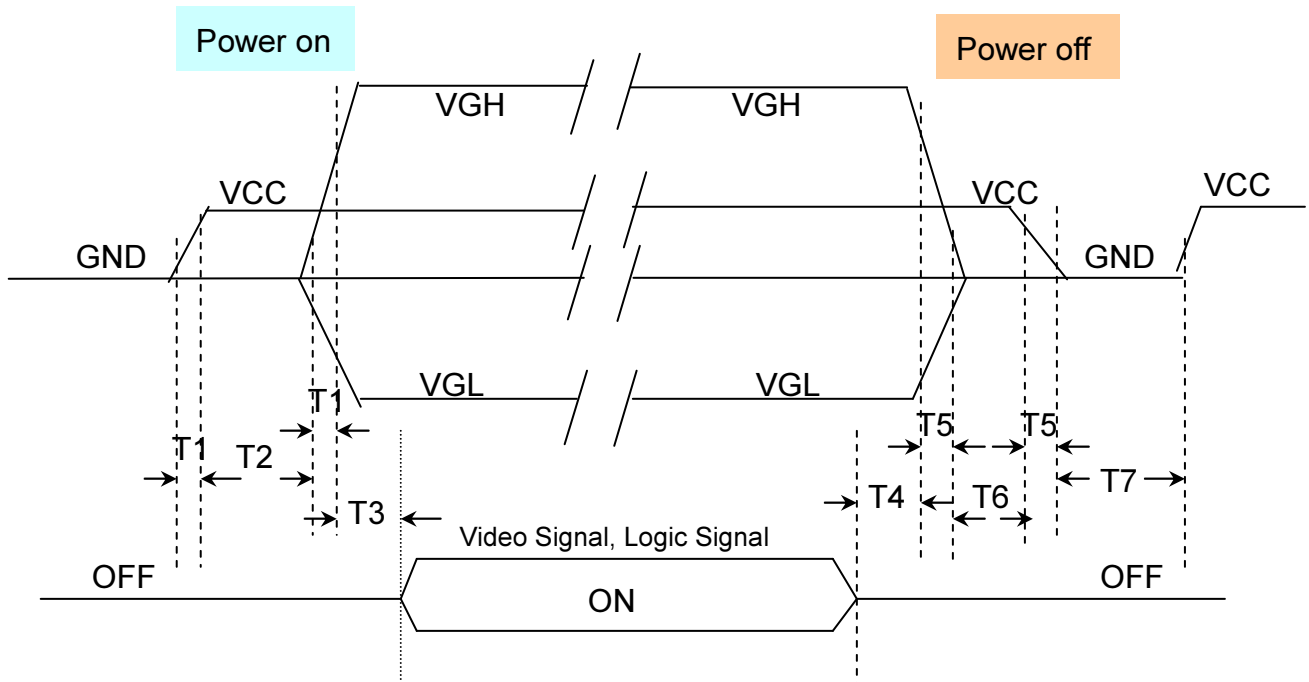 Power on
Power off
VGH
VGH
VCC
VCC
VCC
GND
GND
VGL
VGL
T1
T1
T2
T5
T5
T3
T4
T6
T7
Video Signal, Logic Signal
OFF
ON
OFF